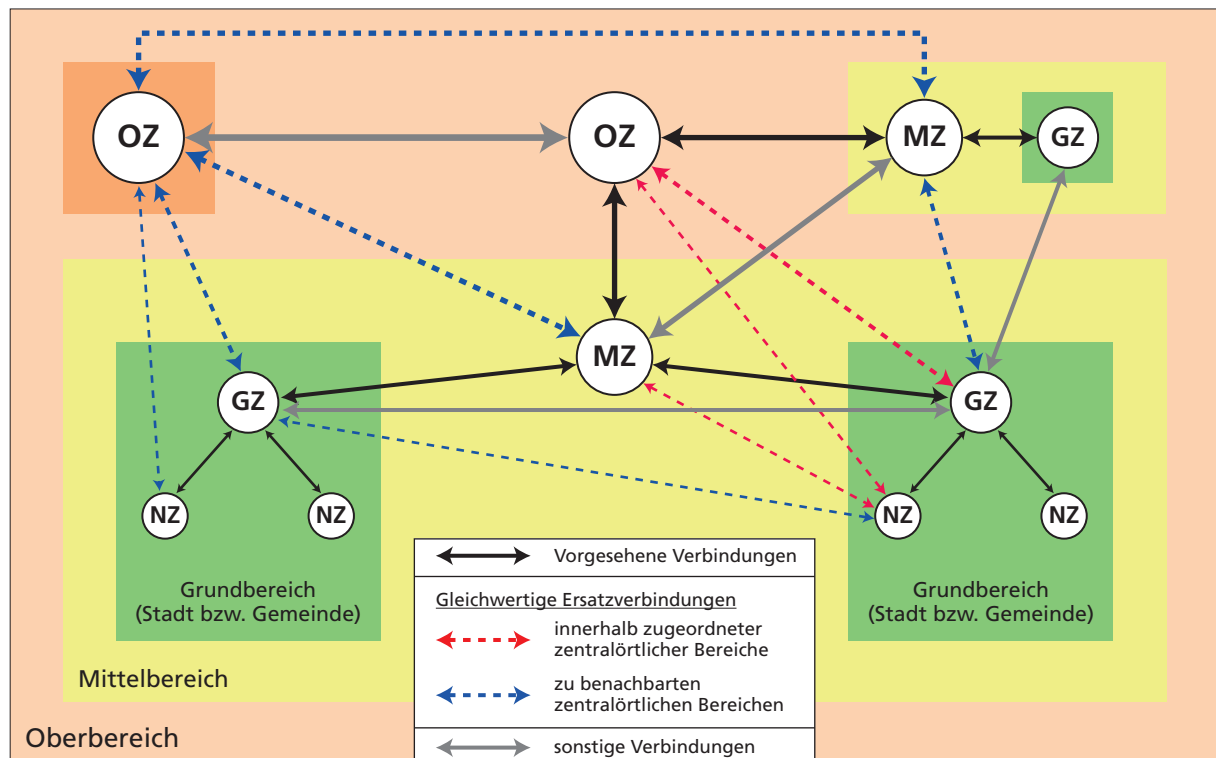 OZ
OZ
MZ
GZ
MZ
GZ
GZ
NZ
NZ
NZ
NZ
Grundbereich
(Stadt bzw. Gemeinde)
Grundbereich
(Stadt bzw. Gemeinde)
Mittelbereich
Oberbereich
Vorgesehene Verbindungen
Gleichwertige Ersatzverbindungen
innerhalb zugeordneter
zentralörtlicher Bereiche
zu benachbarten
zentralörtlichen Bereichen
sonstige Verbindungen